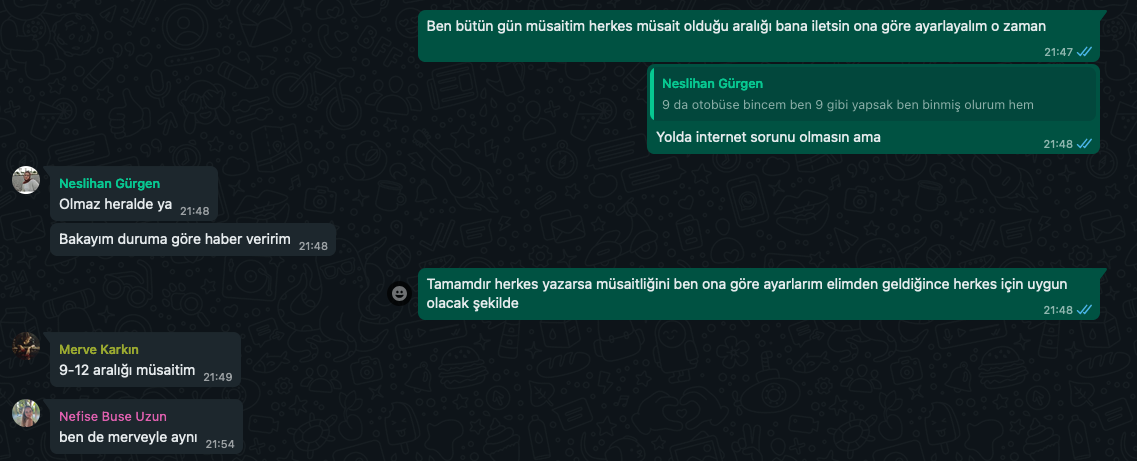 Ben bütün gün müsaitim herkes müsait olduğu aralığı bana iletsin ona göre ayarlayalım o zaman
21:47
Neslihan Gürgen
9 da otobüse bincem ben 9 gibi yapsak ben binmiş olurum hem
Yolda internet sorunu olmasın ama
21:48
Neslihan Gürgen
Olmaz heralde ya
21:48
Bakayım duruma göre haber veririm
21:48
Tamamdır herkes yazarsa müsaitliğini ben ona göre ayarlarım elimden geldiğince herkes için uygun
olacak şekilde
21:48
Merve Karkın
9-12 aralığı müsaitim
21:49
Nefise Buse Uzun
ben de merveyle aynı
21:54